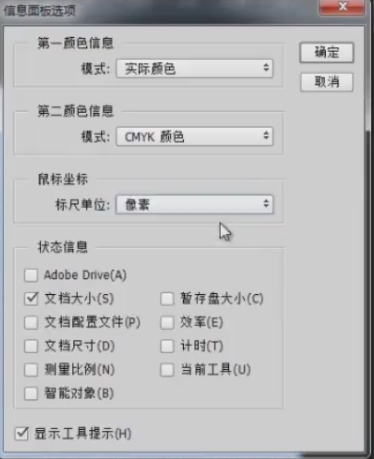 信息面板选项
第一颜色信息
确定
模式: 实际颜色
取消
第二颜色信息
模式: CMYK 颜色
鼠标坐标
标尺单位: 像素
状态信息
Adobe Drive(A)
文档大小(S) 暂存盘大小(C)
文档配置文件(P) 效率(E)
文档尺寸(D) 计时(T)
测量比例(N) 当前工具(U)
智能对象(B)
显示工具提示(H)